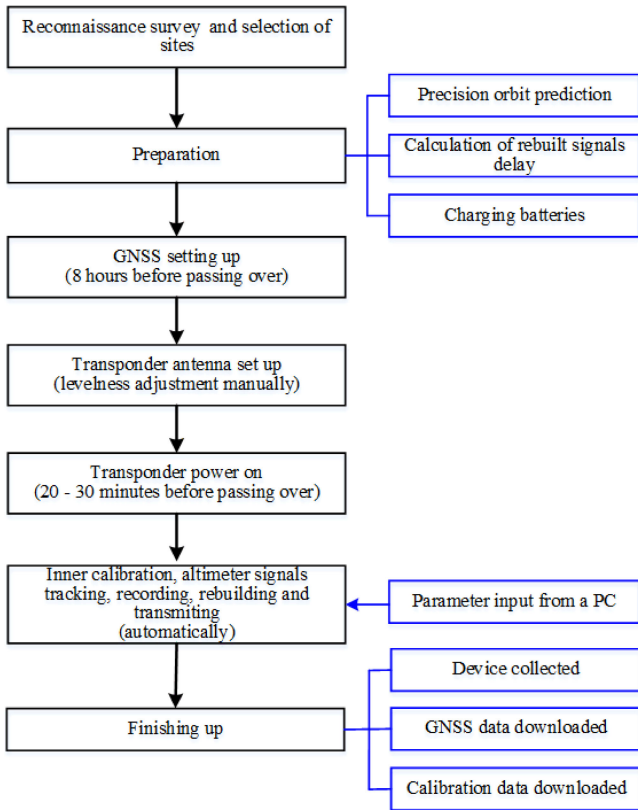 Reconnaissance survey and selection of
sites
Preparation
Precision orbit prediction
Calculation of rebuilt signals
delay
Charging batteries
GNSS setting up
(8 hours before passing over)
Transponder antenna set up
(levelness adjustment manually)
Transponder power on
(20 - 30 minutes before passing over)
Inner calibration, altimeter signals
tracking, recording, rebuilding and
transmiting
(automatically)
Parameter input from a PC
Finishing up
Device collected
GNSS data downloaded
Calibration data downloaded